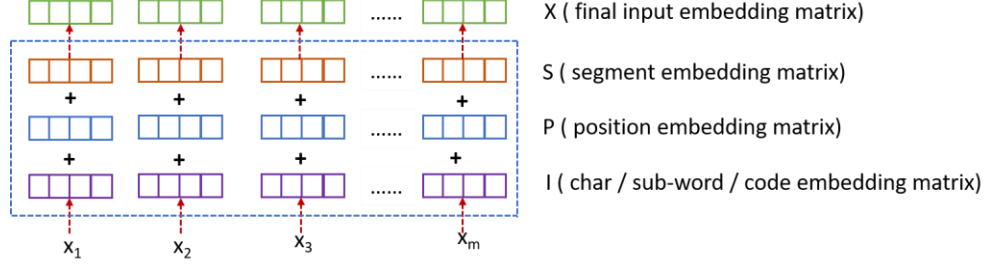 X ( final input embedding matrix)
......
S ( segment embedding matrix)
......
+ + + +
P ( position embedding matrix)
......
+ + + +
I ( char / sub-word / code embedding matrix)
......
x1 x2 x3 xm